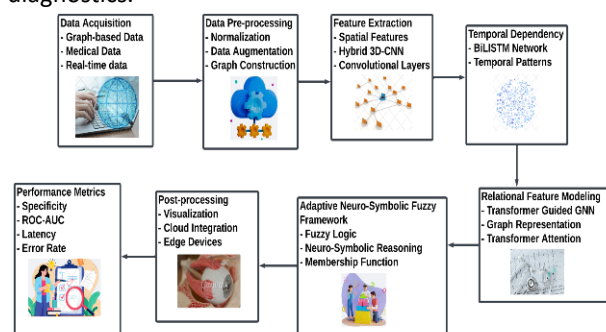 diagnostics.
Data Acquisition
- Graph-based Data
- Medical Data
- Real-time data
Data Pre-processing
- Normalization
- Data Augmentation
- Graph Construction
Feature Extraction
- Spatial Features
- Hybrid 3D-CNN
- Convolutional Layers
Temporal Dependency
- BiLISTM Network
- Temporal Patterns
Relational Feature Modeling
- Transformer Guided GNN
- Graph Representation
- Transformer Attention
Adaptive Neuro-Symbolic Fuzzy
Framework
- Fuzzy Logic
- Neuro-Symbolic Reasoning
- Membership Function
Post-processing
- Visualization
- Cloud Integration
- Edge Devices
Performance Metrics
- Specificity
- ROC-AUC
- Latency
- Error Rate